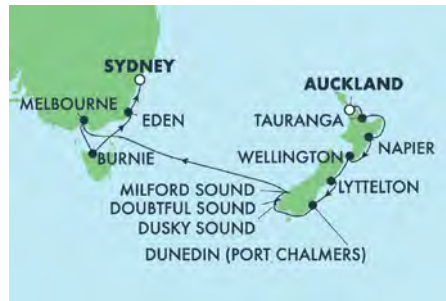 SYDNEY
MELBOURNE
EDEN
BURNIE
AUCKLAND
TAURANGA
NAPIER
WELLINGTON
LYTTELTON
MILFORD SOUND
DOUBTFUL SOUND
DUSKY SOUND
DUNEDIN (PORT CHALMERS)